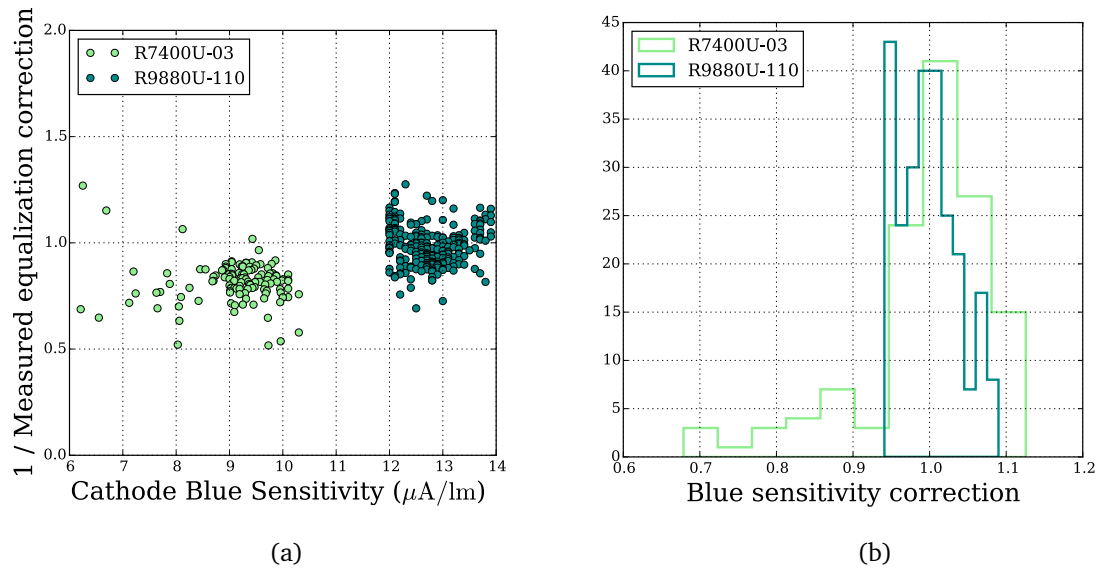 2.0
1.5
1.0
0.5
0.0
1 / Measured equalization correction
R7400U-03
R9880U-110
6 7 8 9 10 11 12 13 14
Cathode Blue Sensitivity (μA/lm)
(a)
45
40
35
30
25
20
15
10
5
0
R7400U-03
R9880U-110
0.6 0.7 0.8 0.9 1.0 1.1 1.2
Blue sensitivity correction
(b)